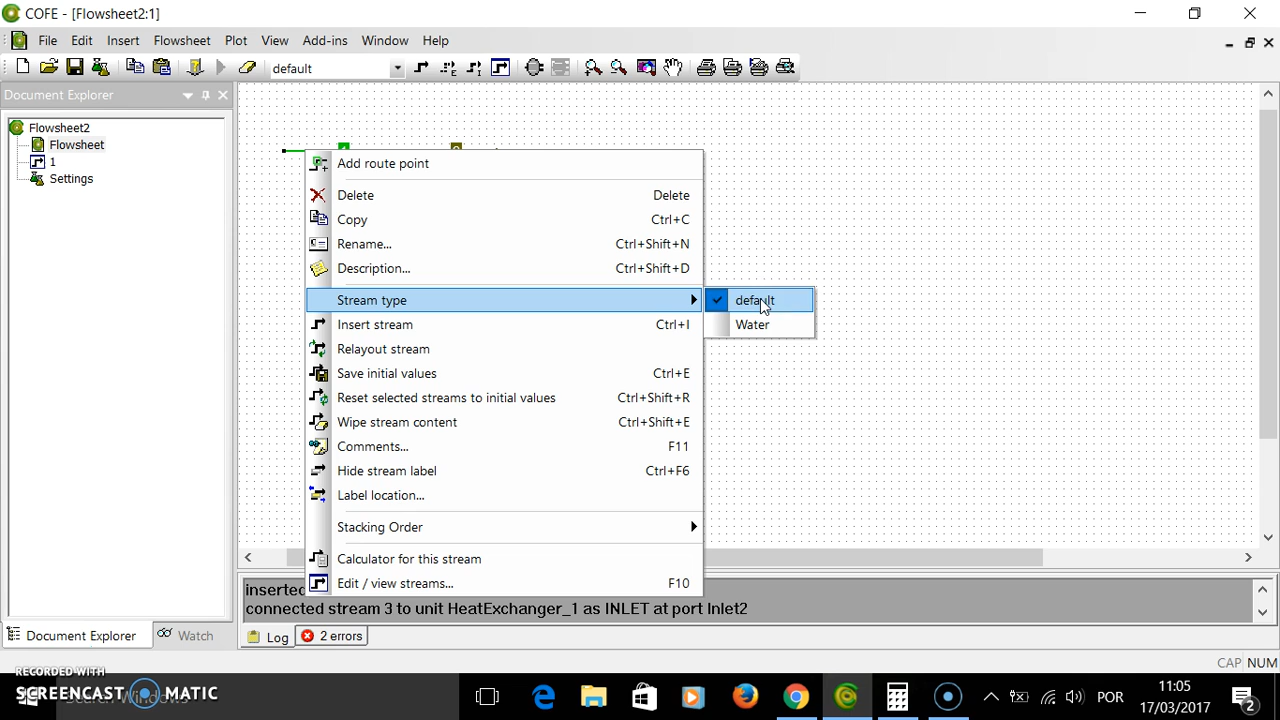 COFE - [Flowsheet2:1]
File Edit Insert Flowsheet Plot View Add-ins Window Help
default
Document Explorer
Flowsheet2
Flowsheet
1
Settings
Add route point
Delete Delete
Copy Ctrl+C
Rename... Ctrl+Shift+N
Description... Ctrl+Shift+D
Stream type
default
Insert stream Ctrl+I
Water
Relayout stream
Save initial values Ctrl+E
Reset selected streams to initial values Ctrl+Shift+R
Wipe stream content Ctrl+Shift+E
Comments... F11
Hide stream label Ctrl+F6
Label location...
Stacking Order
Calculator for this stream
Edit / view streams... F10
inserted
connected stream 3 to unit HeatExchanger_1 as INLET at port Inlet2
Document Explorer Watch
Log 2 errors
CAP NUM
RECORDED WITH
SCREENCAST MATIC
Windows
POR
11:05
17/03/2017
2